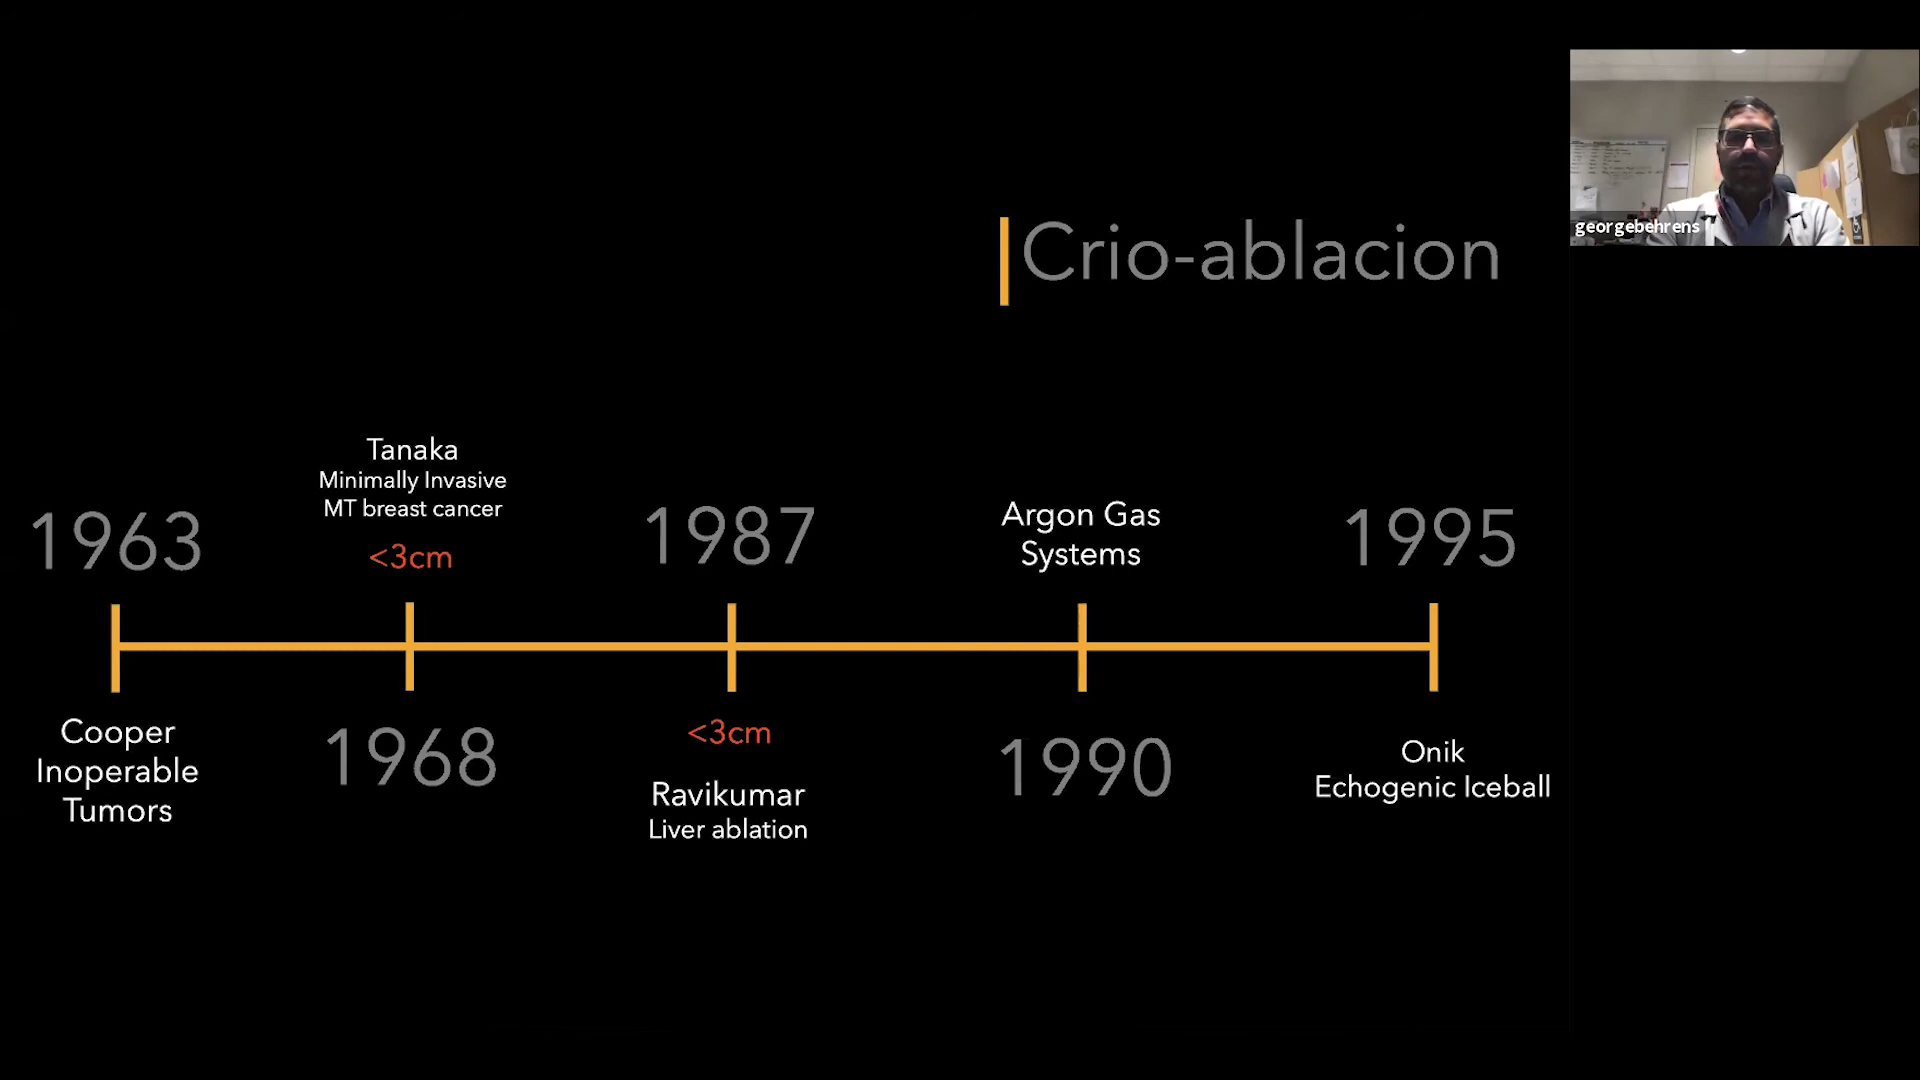 georgebehrens
Crio-ablacion
1963
Cooper
Inoperable
Tumors
Tanaka
Minimally Invasive
MT breast cancer
<3cm
1968
1987
<3cm
Ravikumar
Liver ablation
Argon Gas
Systems
1990
1995
Onik
Echogenic Iceball